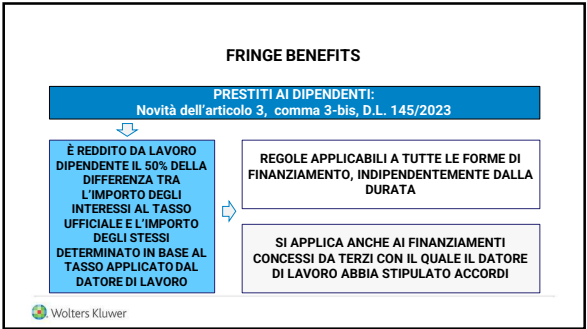 FRINGE BENEFITS
PRESTITI AI DIPENDENTI:
Novità dell'articolo 3, comma 3-bis, D.L. 145/2023
È REDDITO DA LAVORO
DIPENDENTE IL 50% DELLA
DIFFERENZA TRA
L'IMPORTO DEGLI
INTERESSI AL TASSO
UFFICIALE E L'IMPORTO
DEGLI STESSI
DETERMINATO IN BASE AL
TASSO APPLICATO DAL
DATORE DI LAVORO
REGOLE APPLICABILI A TUTTE LE FORME DI
FINANZIAMENTO, INDIPENDENTEMENTE DALLA
DURATA
SI APPLICA ANCHE AI FINANZIAMENTI
CONCESSI DA TERZI CON IL QUALE IL DATORE
DI LAVORO ABBIA STIPULATO ACCORDI
Wolters Kluwer